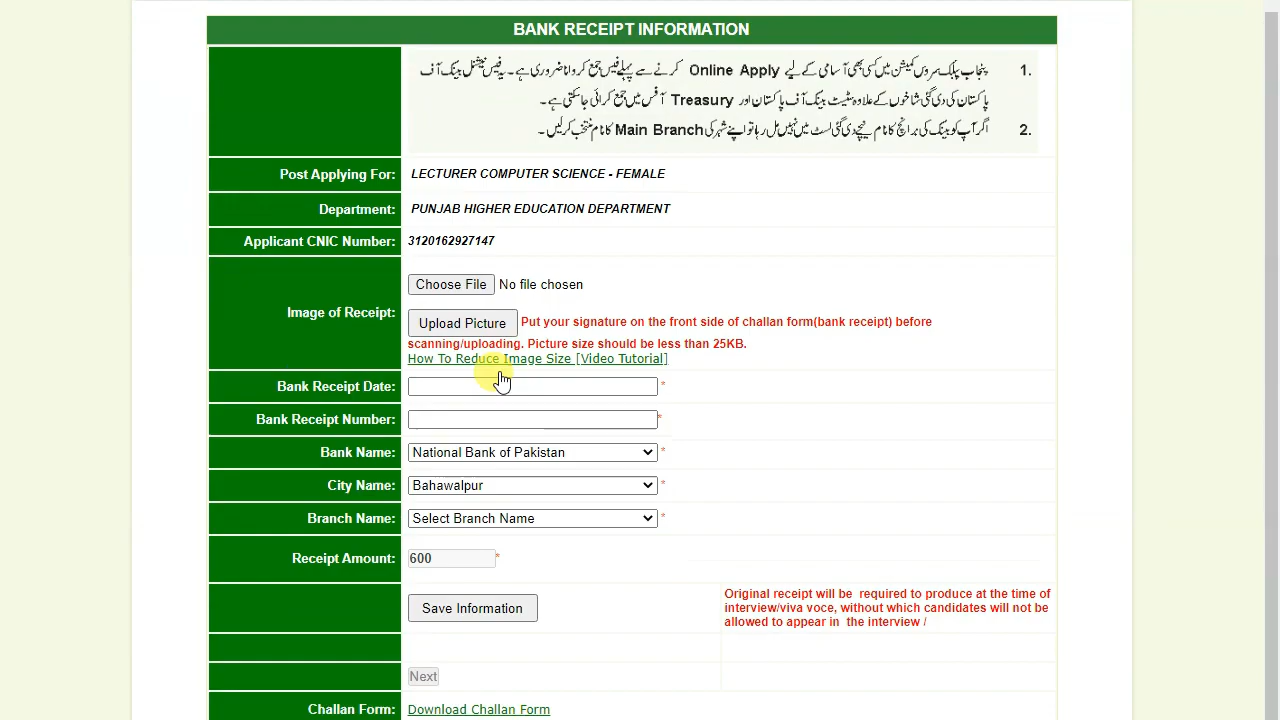 BANK RECEIPT INFORMATION
1. پنجاب پبلک سروس کمیشن میں کسی بھی آسامی کے لیے Online Apply کرنے سے پہلے فیس جمع کروانا ضروری ہے۔ یہ فیس نیشنل بینک آف
پاکستان کی دی گئی شاخوں کے علاوہ سٹیٹ بینک آف پاکستان اور Treasury آفس میں جمع کرائی جاسکتی ہے۔
2. اگر آپ کو بینک کی برانچ کا نام نیچے دی گئی لسٹ میں نہیں مل رہا تو اپنے شہر کی Main Branch کا نام منتخب کرلیں۔
Post Applying For: LECTURER COMPUTER SCIENCE - FEMALE
Department: PUNJAB HIGHER EDUCATION DEPARTMENT
Applicant CNIC Number: 3120162927147
Choose File No file chosen
Image of Receipt:
Upload Picture Put your signature on the front side of challan form(bank receipt) before
scanning/uploading. Picture size should be less than 25KB.
How To Reduce Image Size [Video Tutorial]
Bank Receipt Date: *
Bank Receipt Number: *
Bank Name: National Bank of Pakistan *
City Name: Bahawalpur *
Branch Name: Select Branch Name *
Receipt Amount: 600 *
Save Information
Original receipt will be required to produce at the time of
interview/viva voce, without which candidates will not be
allowed to appear in the interview /
Next
Challan Form: Download Challan Form